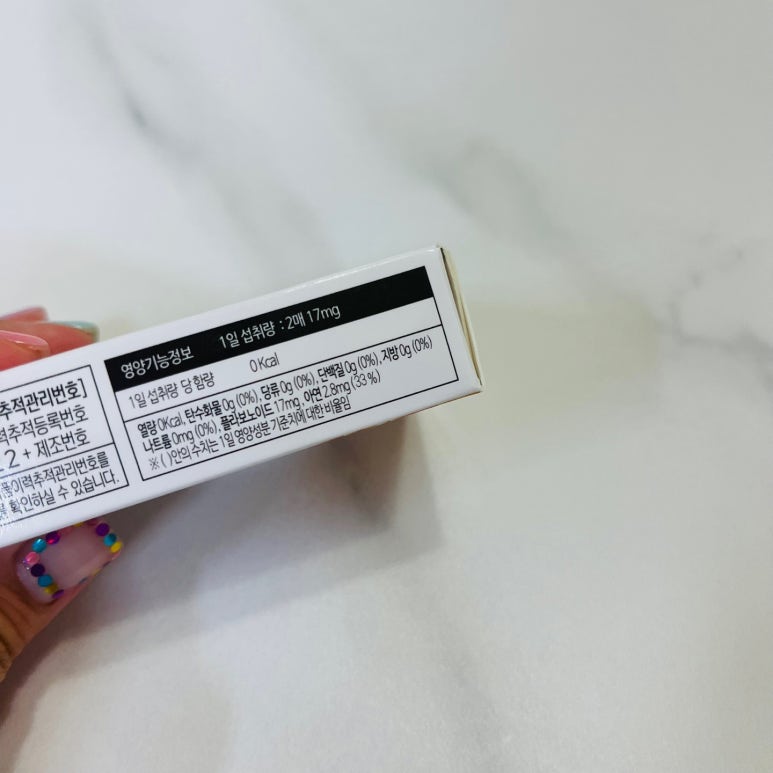 영양기능정보 1일 섭취량 : 2매 17mg
1일 섭취량 당 함량 0Kcal
열량 0Kcal, 탄수화물 0g (0%), 당류 0g (0%), 단백질 0g (0%), 지방 0g (0%)
나트륨 0mg (0%), 플라보노이드 17mg, 아연 2.8mg (33%)
※ ( )안의 수치는 1일 영양성분 기준치에 대한 비율임
추적관리번호]
력추적등록번호
2 + 제조번호
품이력추적관리번호를
확인하실 수 있습니다.